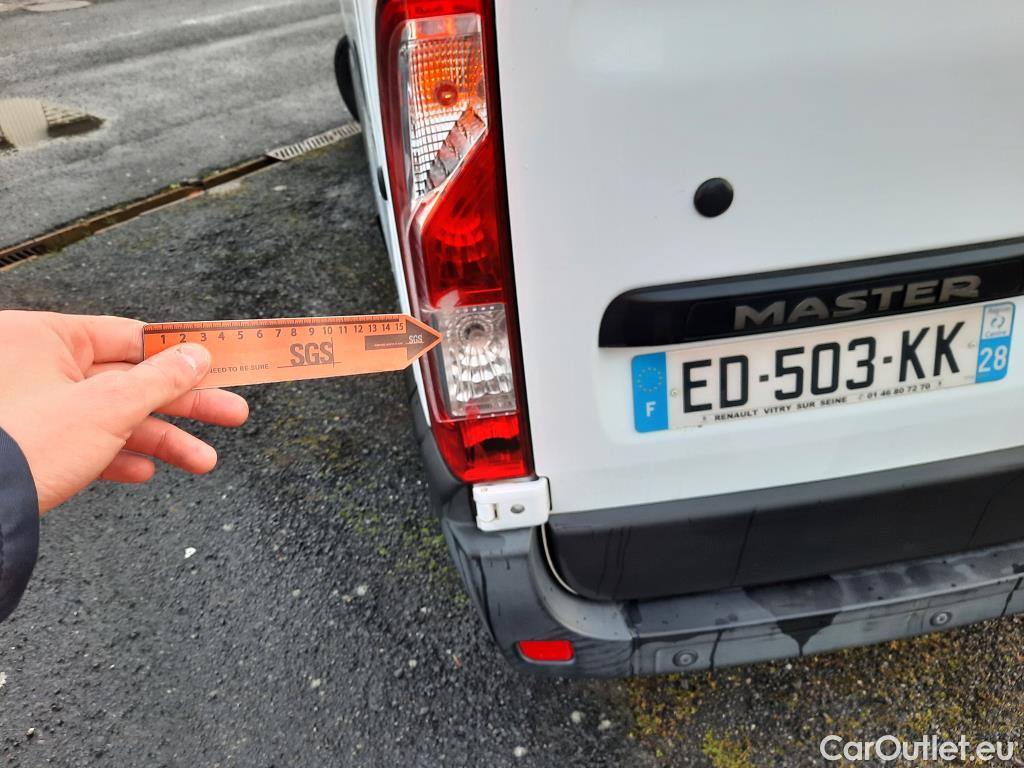 MASTER
F ED-503-KK 28
Centre
RENAULT VITRY SUR SEINE 01 46 80 72 70
1 2 3 4 5 6 7 8 9 10 11 12 13 14 15
SGS
SGS
NEED TO BE SURE
CarOutlet.eu